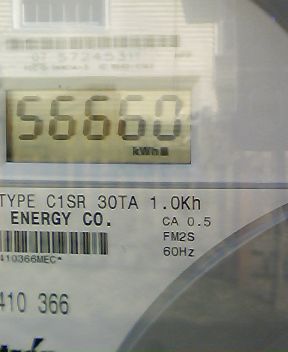 56660
kWh
TYPE C1SR 30TA 1.0Kh
ENERGY CO.
CA 0.5
FM2S
60Hz
410366MEC*
410 366